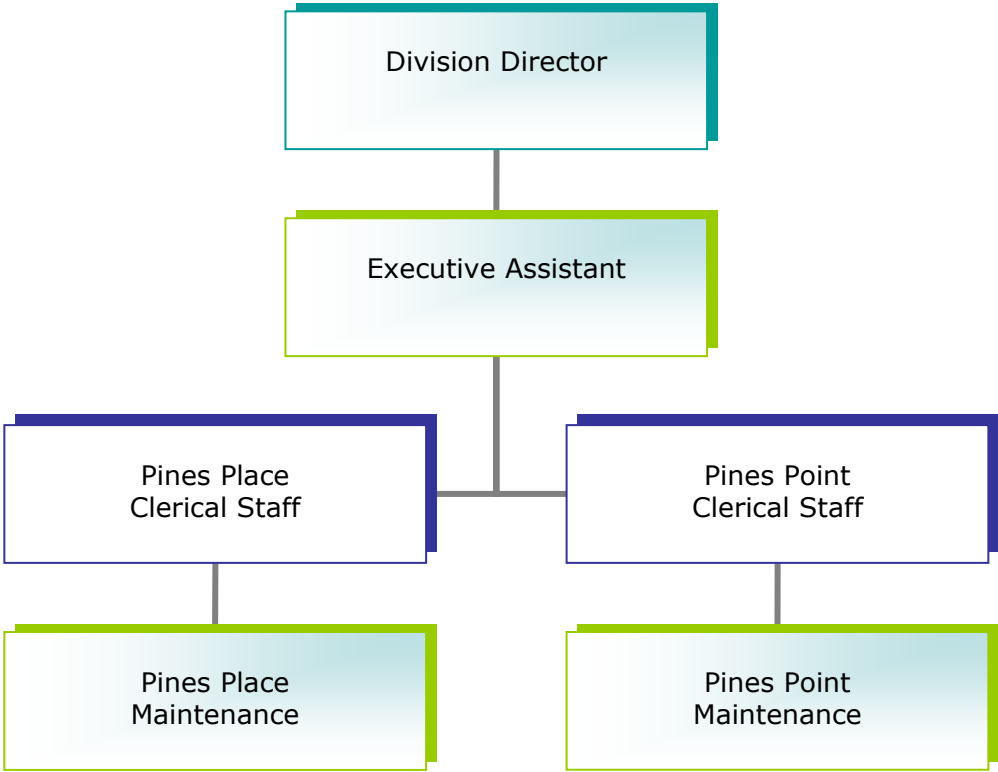 Division Director
Executive Assistant
Pines Place
Clerical Staff
Pines Point
Clerical Staff
Pines Place
Maintenance
Pines Point
Maintenance